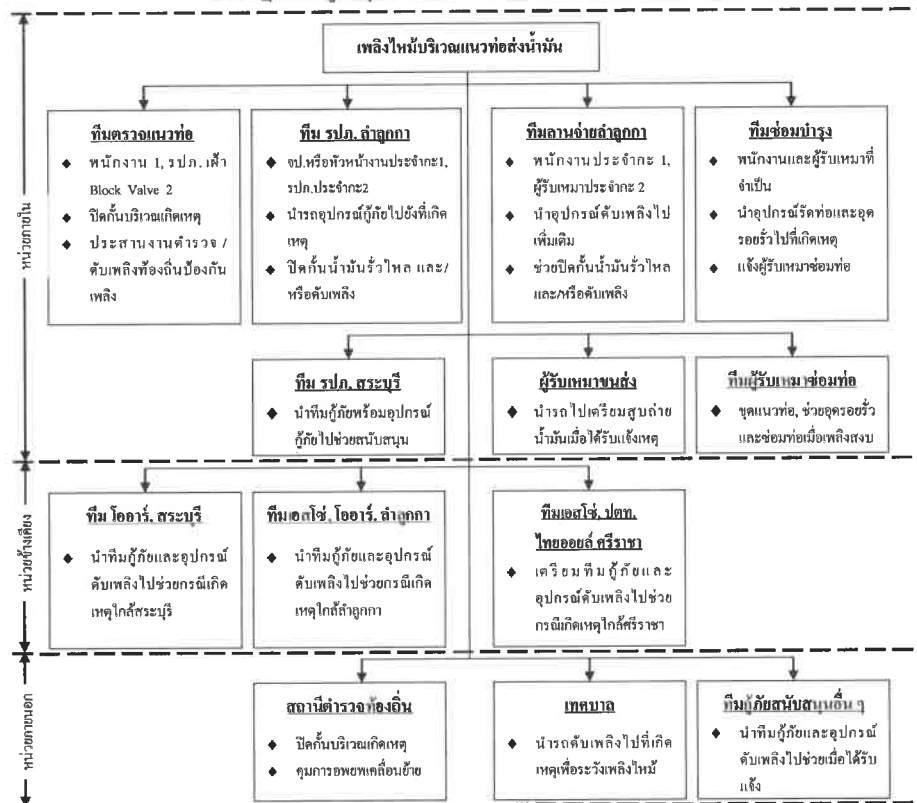 เพลิงไหม้บริเวณแนวท่อส่งน้ำมัน
หน่วยภายใน
ทีมตรวจแนวท่อ
◆ พนักงาน 1, รปภ. เฝ้า
Block Valve 2
◆ ปิดกั้นบริเวณเกิดเหตุ
◆ ประสานงานตำรวจ /
ดับเพลิงท้องถิ่นป้องกัน
เพลิง
ทีม รปภ. ลำลูกกา
◆ จป.หรือหัวหน้างานประจำกะ1,
รปภ.ประจำกะ2
◆ นำรถอุปกรณ์กู้ภัยไปยังที่เกิด
เหตุ
◆ ปิดกั้นน้ำมันรั่วไหล และ/
หรือดับเพลิง
ทีมลานจ่ายลำลูกกา
◆ พนักงานประจำกะ 1,
ผู้รับเหมาประจำกะ 2
◆ นำอุปกรณ์ดับเพลิงไป
เพิ่มเติม
◆ ช่วยปิดกั้นน้ำมันรั่วไหล
และ/หรือดับเพลิง
ทีมซ่อมบำรุง
◆ พนักงานและผู้รับเหมาที่
จำเป็น
◆ นำอุปกรณ์รัดท่อและอุด
รอยรั่วไปที่เกิดเหตุ
◆ แจ้งผู้รับเหมาซ่อมท่อ
ทีม รปภ. สระบุรี
◆ นำทีมกู้ภัยพร้อมอุปกรณ์
กู้ภัยไปช่วยสนับสนุน
ผู้รับเหมาขนส่ง
◆ นำรถไปเตรียมสูบถ่าย
น้ำมันเมื่อได้รับแจ้งเหตุ
ทีมผู้รับเหมาซ่อมท่อ
◆ ขุดแนวท่อ, ช่วยอุดรอยรั่ว
และซ่อมท่อเมื่อเพลิงสงบ
หน่วยข้างเคียง
ทีม โออาร์. สระบุรี
◆ นำทีมกู้ภัยและอุปกรณ์
ดับเพลิงไปช่วยกรณีเกิด
เหตุใกล้สระบุรี
ทีมเอสโซ่, โออาร์. ลำลูกกา
◆ นำทีมกู้ภัยและอุปกรณ์
ดับเพลิงไปช่วยกรณีเกิด
เหตุใกล้ลำลูกกา
ทีมเอสโซ่, ปตท.
ไทยออยล์ ศรีราชา
◆ เตรียมทีมกู้ภัยและ
อุปกรณ์ดับเพลิงไปช่วย
กรณีเกิดเหตุใกล้ศรีราชา
หน่วยภายนอก
สถานีตำรวจท้องถิ่น
◆ ปิดกั้นบริเวณเกิดเหตุ
◆ คุมการอพยพเคลื่อนย้าย
เทศบาล
◆ นำรถดับเพลิงไปที่เกิด
เหตุเพื่อระวังเพลิงไหม้
ทีมกู้ภัยสนับสนุนอื่น ๆ
◆ นำทีมกู้ภัยและอุปกรณ์
ดับเพลิงไปช่วยเมื่อได้รับ
แจ้ง